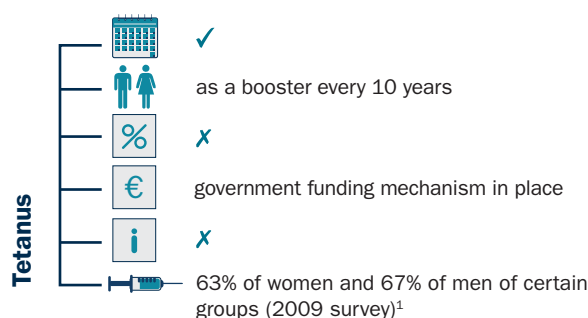 ✓
as a booster every 10 years
%
✗
€
government funding mechanism in place
i
✗
Tetanus
63% of women and 67% of men of certain
groups (2009 survey)1